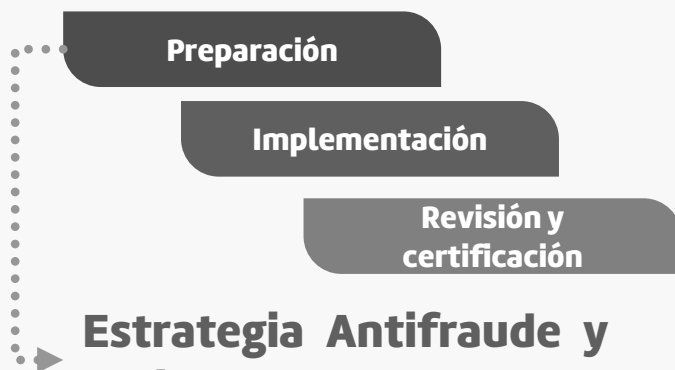 Preparación
Implementación
Revisión y
certificación
Estrategia Antifraude y